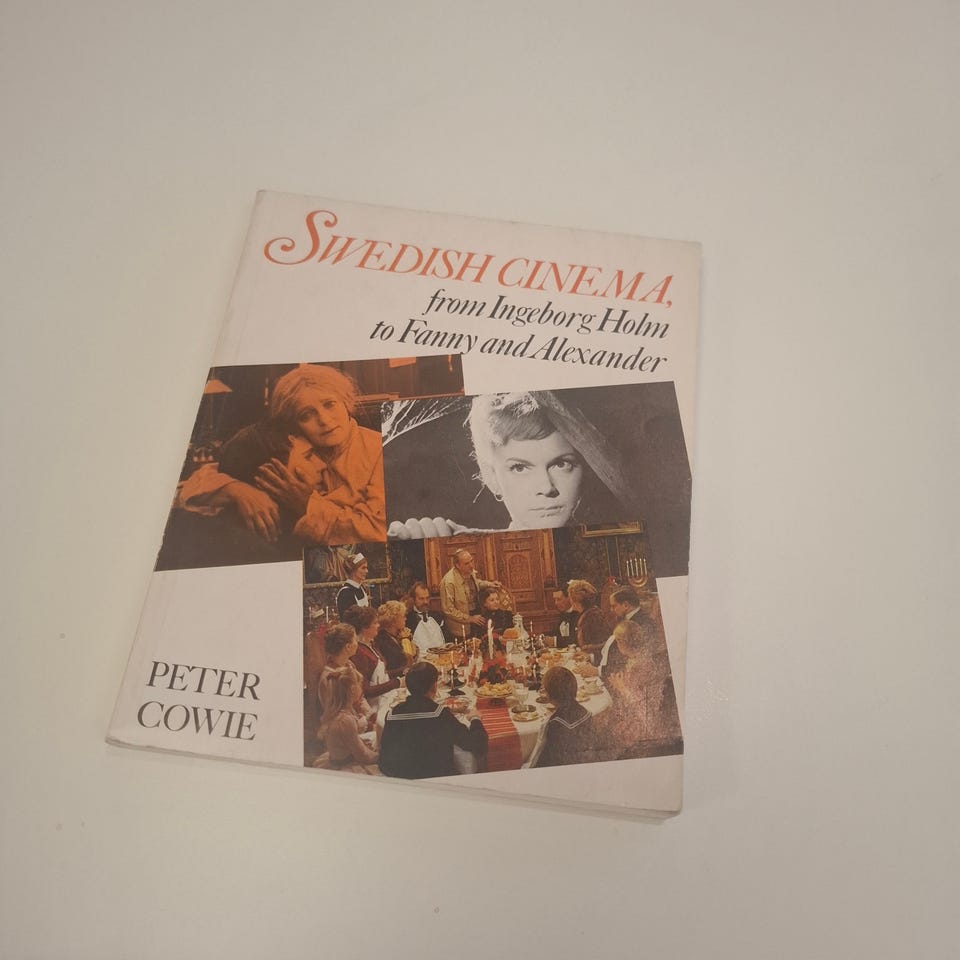 SWEDISH CINEMA,
from Ingeborg Holm
to Fanny and Alexander
PETER
COWIE